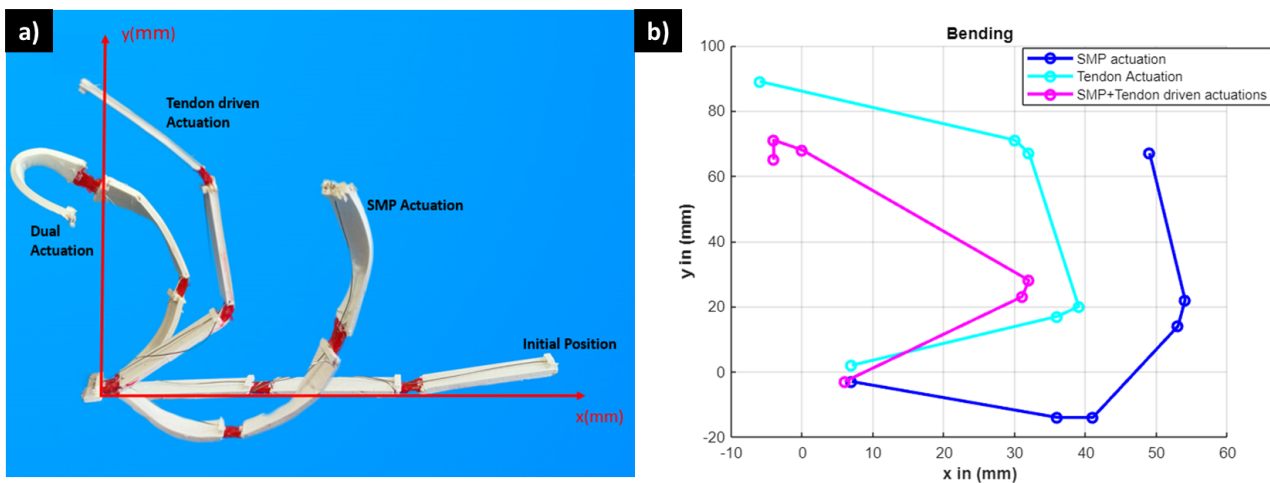 a)
y(mm)
Tendon driven
Actuation
SMP Actuation
Dual
Actuation
Initial Position
x(mm)
b)
Bending
100
80
60
40
20
0
-20
y in (mm)
SMP actuation
Tendon Actuation
SMP+Tendon driven actuations
-10
0
10
20
30
40
50
60
x in (mm)